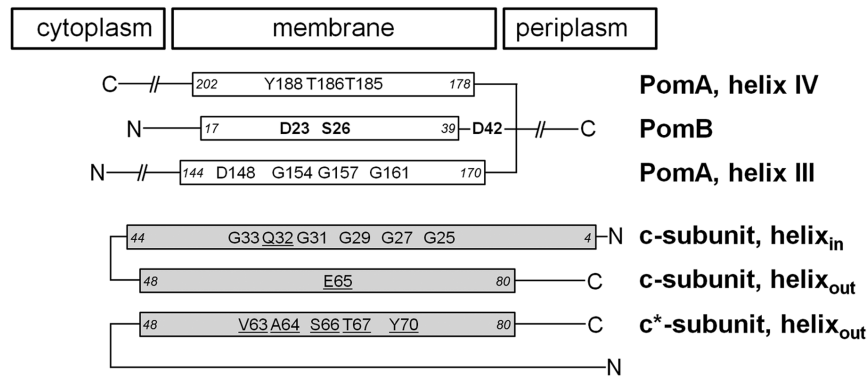 cytoplasm membrane periplasm
C 202 Y188 T186T185 178 PomA, helix IV
N 17 D23 S26 39 D42 C PomB
N 144 D148 G154 G157 G161 170 PomA, helix III
44 G33 Q32 G31 G29 G27 G25 4 N c-subunit, helixin
48 E65 80 C c-subunit, helixout
48 V63 A64 S66 T67 Y70 80 C c*-subunit, helixout
N